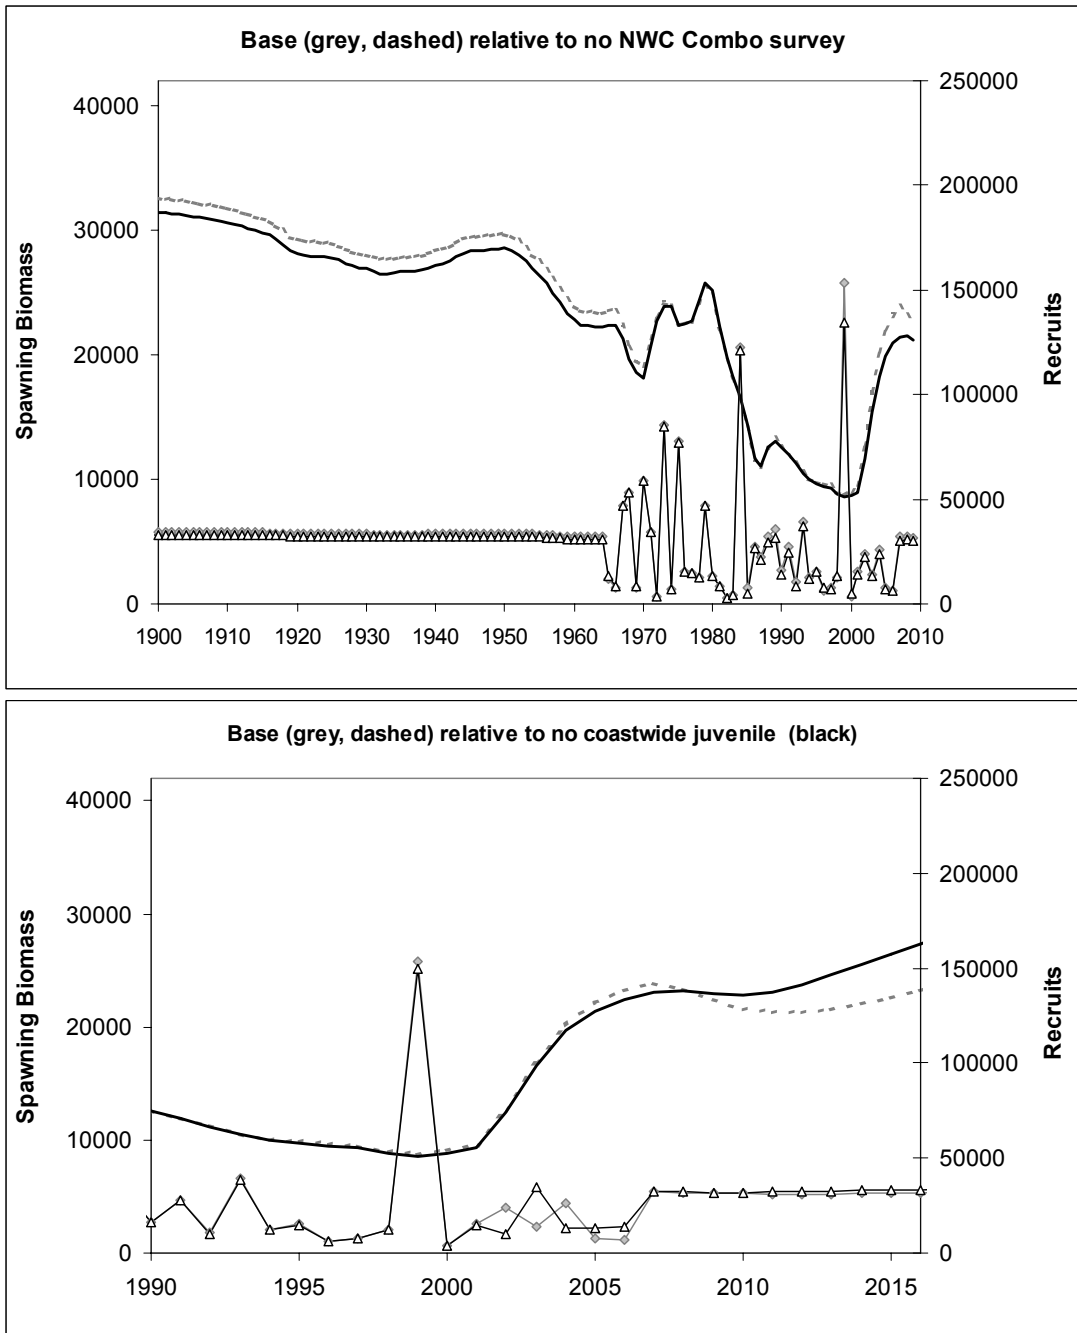 Base (grey, dashed) relative to no NWC Combo survey
40000
30000
20000
10000
0
Spawning Biomass
250000
200000
150000
100000
50000
0
Recruits
1900 1910 1920 1930 1940 1950 1960 1970 1980 1990 2000 2010
Base (grey, dashed) relative to no coastwide juvenile (black)
40000
30000
20000
10000
0
Spawning Biomass
250000
200000
150000
100000
50000
0
Recruits
1990 1995 2000 2005 2010 2015